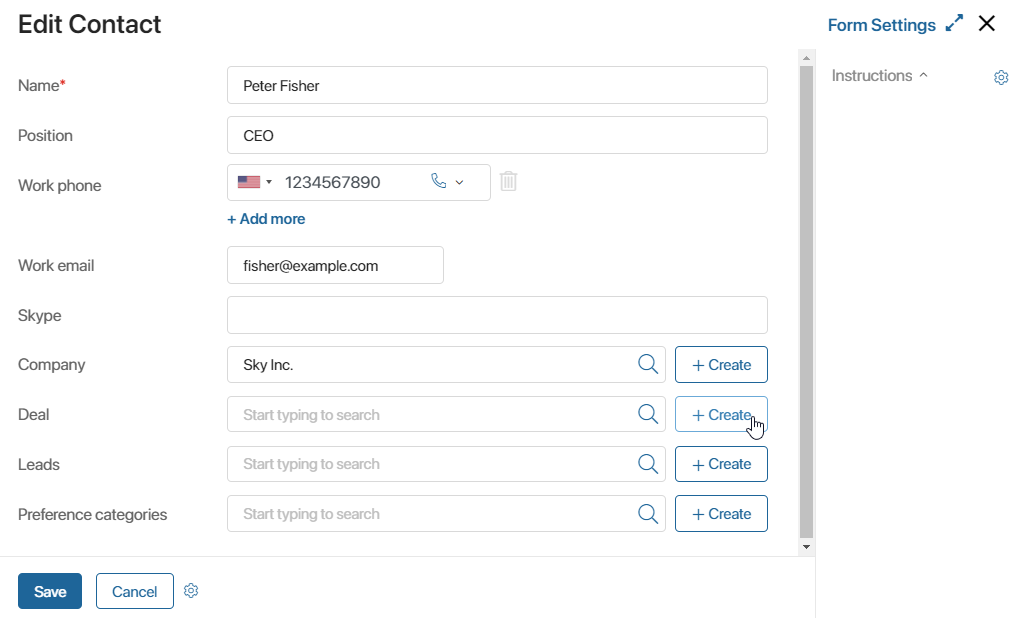 Edit Contact
Form Settings
Instructions
Name*
Peter Fisher
Position
CEO
Work phone
1234567890
+ Add more
Work email
fisher@example.com
Skype
Company
Sky Inc.
+ Create
Deal
Start typing to search
+ Create
Leads
Start typing to search
+ Create
Preference categories
Start typing to search
+ Create
Save
Cancel